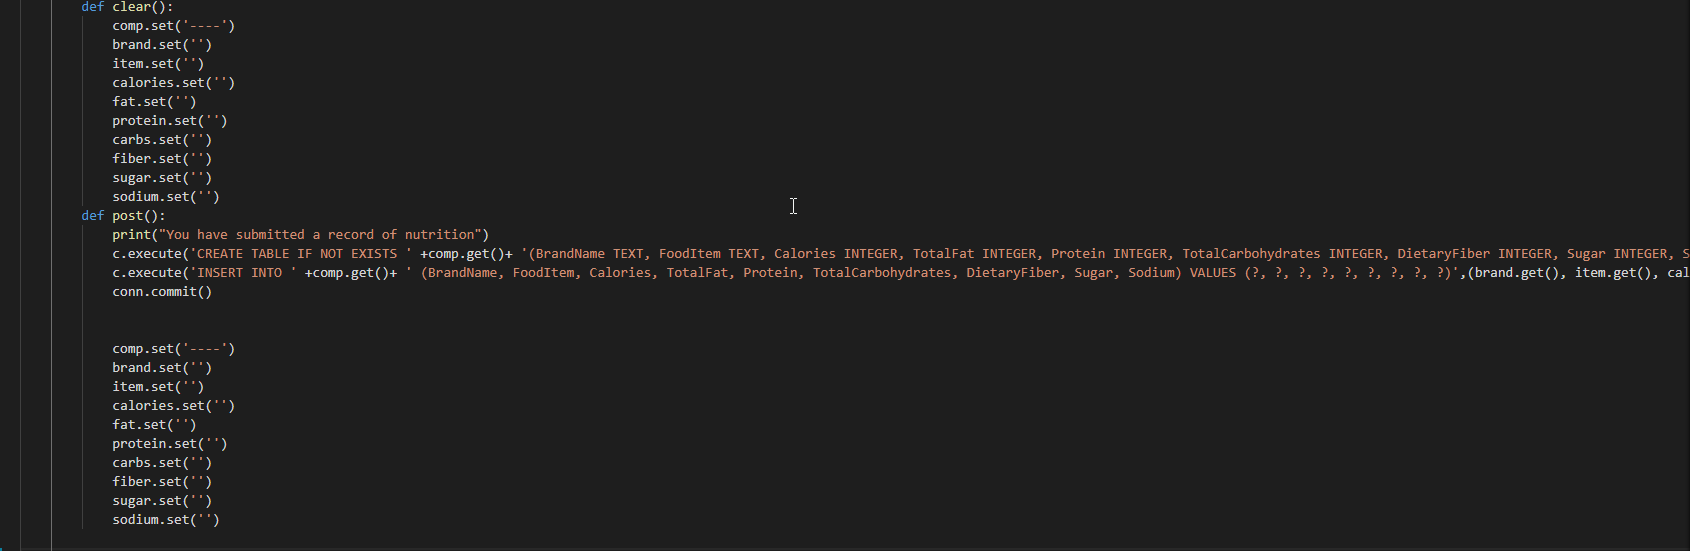 def clear():
comp.set('----')
brand.set('')
item.set('')
calories.set('')
fat.set('')
protein.set('')
carbs.set('')
fiber.set('')
sugar.set('')
sodium.set('')
def post():
print("You have submitted a record of nutrition")
c.execute('CREATE TABLE IF NOT EXISTS ' +comp.get()+ '(BrandName TEXT, FoodItem TEXT, Calories INTEGER, TotalFat INTEGER, Protein INTEGER, TotalCarbohydrates INTEGER, DietaryFiber INTEGER, Sugar INTEGER, S
c.execute('INSERT INTO ' +comp.get()+ ' (BrandName, FoodItem, Calories, TotalFat, Protein, TotalCarbohydrates, DietaryFiber, Sugar, Sodium) VALUES (?, ?, ?, ?, ?, ?, ?, ?, ?)',(brand.get(), item.get(), cal
conn.commit()
comp.set('----')
brand.set('')
item.set('')
calories.set('')
fat.set('')
protein.set('')
carbs.set('')
fiber.set('')
sugar.set('')
sodium.set('')